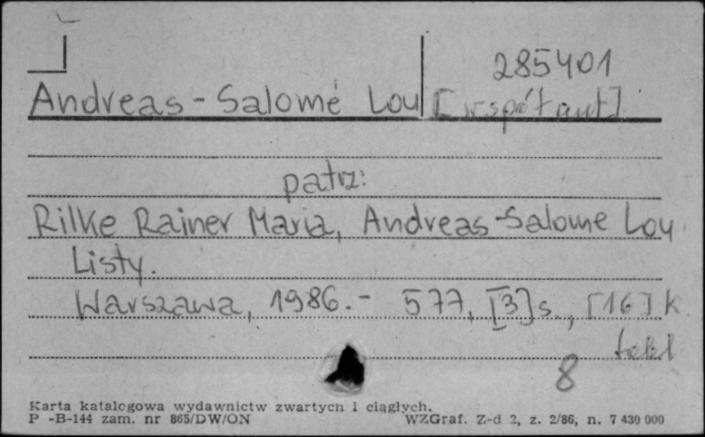 285401
Andreas-Salomé Lou [współaut]
patrz:
Rilke Rainer Maria, Andreas-Salome Lou
Listy.
Warszawa, 1986.- 577, [3]s., [16] k
tabl
8
Karta katalogowa wydawnictw zwartych i ciągłych.
P -B-144 zam. nr 865/DW/ON WZGraf. Z-d 2, z. 2/86, n. 7 430 000